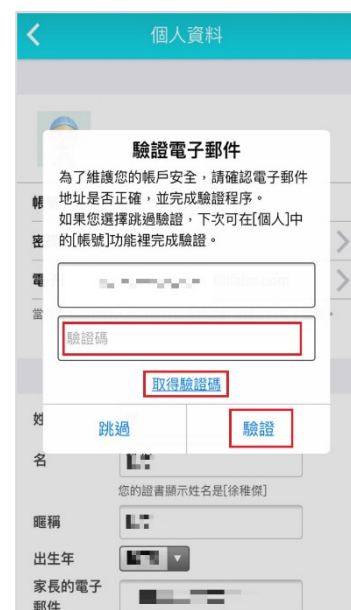 個人資料
驗證電子郵件
為了維護您的帳戶安全，請確認電子郵件
地址是否正確，並完成驗證程序。
如果您選擇跳過驗證，下次可在[個人]中
的[帳號]功能裡完成驗證。
帳
密
電
當
驗證碼
取得驗證碼
跳過
驗證
姓
名
您的證書顯示姓名是[徐稚傑]
暱稱
出生年
家長的電子
郵件